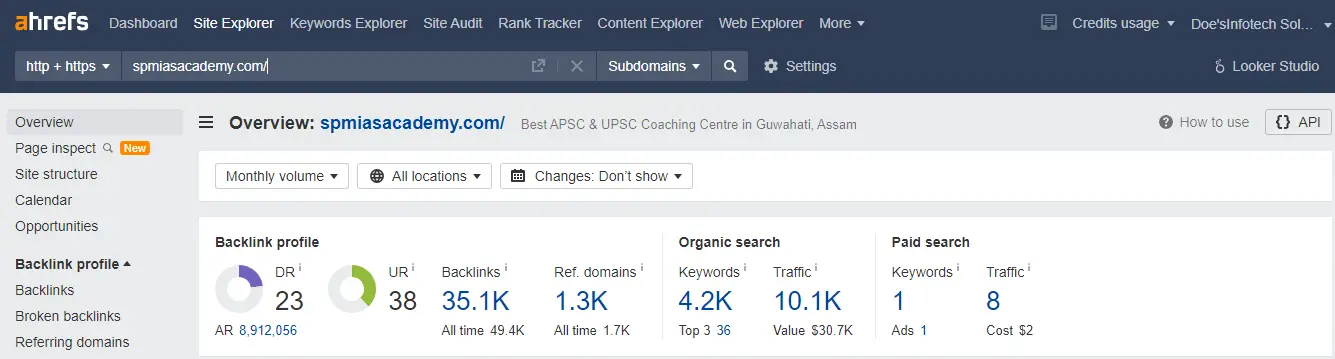 ahrefs Dashboard Site Explorer Keywords Explorer Site Audit Rank Tracker Content Explorer Web Explorer More Credits usage Doe'sInfotech Sol...
http + https spmiasacademy.com/ Subdomains Settings Looker Studio
Overview
Page inspect New
Site structure
Calendar
Opportunities
Backlink profile
Backlinks
Broken backlinks
Referring domains
Overview: spmiasacademy.com/ Best APSC & UPSC Coaching Centre in Guwahati, Assam How to use {} API
Monthly volume All locations Changes: Don't show
Backlink profile
DR i UR i Backlinks i Ref. domains i
23 38 35.1K 1.3K
AR 8,912,056 All time 49.4K All time 1.7K
Organic search
Keywords i Traffic i
4.2K 10.1K
Top 3 36 Value $30.7K
Paid search
Keywords i Traffic i
1 8
Ads 1 Cost $2